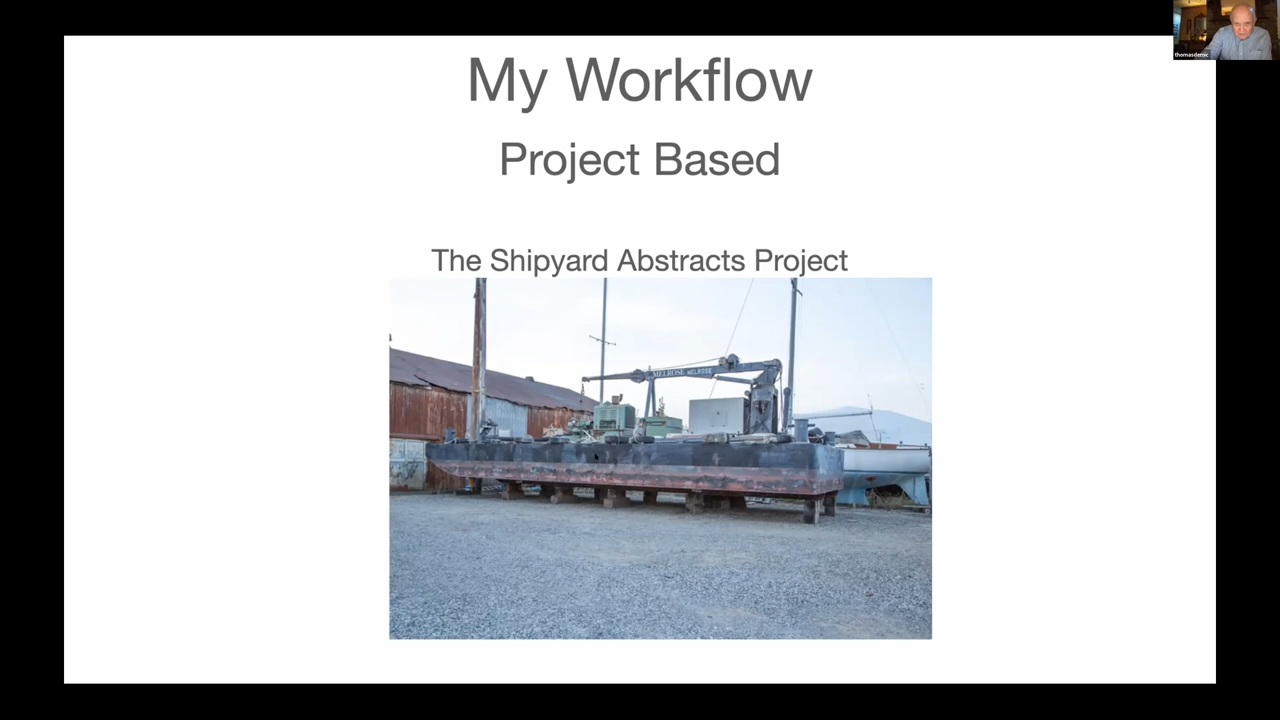 My Workflow
Project Based
The Shipyard Abstracts Project
MELROSE MELROSE